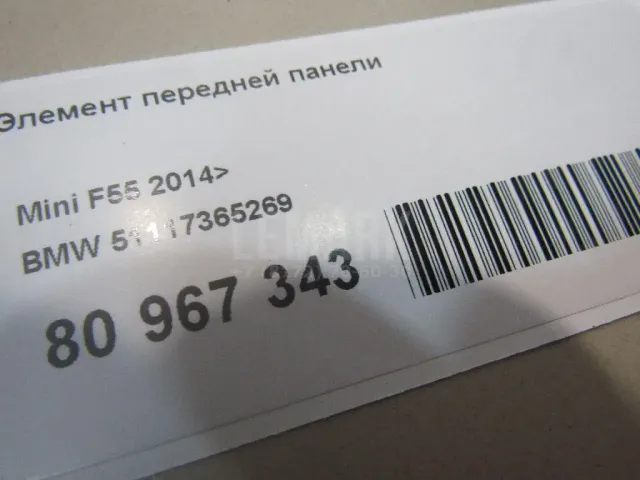 Элемент передней панели
Mini F55 2014>
BMW 51117365269
80 967 343